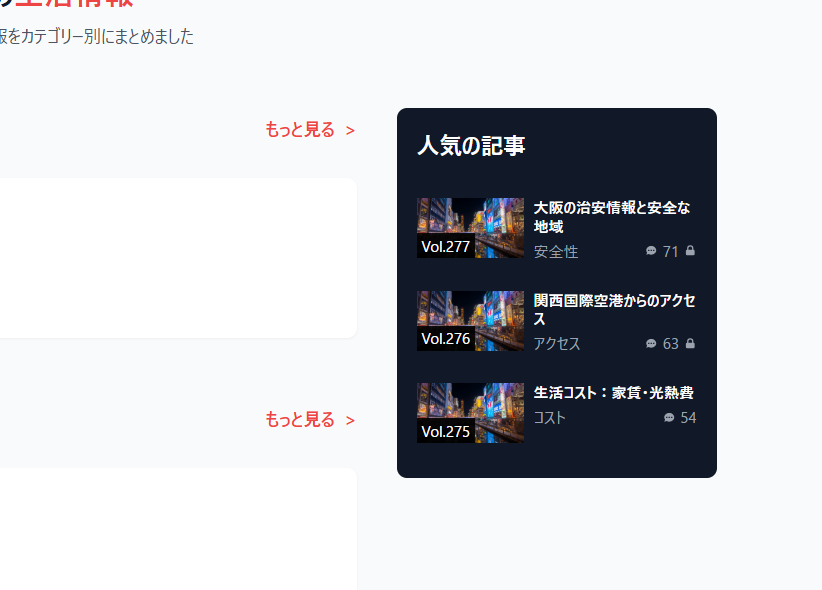 生活情報
報をカテゴリー別にまとめました
もっと見る >
人気の記事
Vol.277
大阪の治安情報と安全な
地域
安全性
71
Vol.276
関西国際空港からのアクセ
ス
アクセス
63
もっと見る >
Vol.275
生活コスト：家賃・光熱費
コスト
54